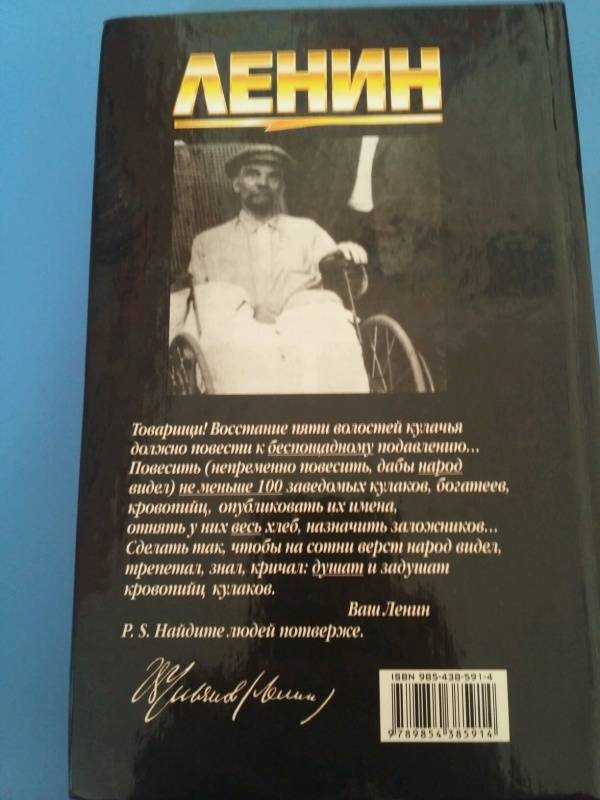 ЛЕНИН
Товарищи! Восстание пяти волостей кулачья
должно повести к беспощадному подавлению...
Повесить (непременно повесить, дабы народ
видел) не меньше 100 заведомых кулаков, богатеев,
кровопийц, опубликовать их имена,
отнять у них весь хлеб, назначить заложников...
Сделать так, чтобы на сотни верст народ видел,
трепетал, знал, кричал: душат и задушат
кровопийц кулаков.
Ваш Ленин
P. S. Найдите людей потверже.
Ульянов (Ленин)
ISBN 985-438-591-4
9789854385914